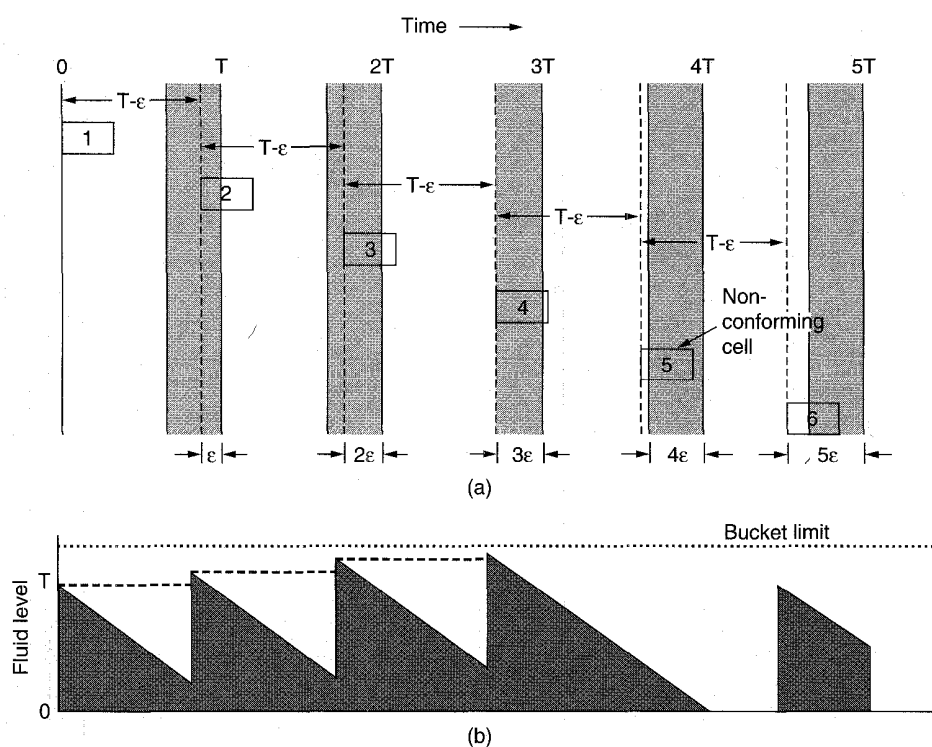 Time
0 T 2T 3T 4T 5T
T-ε
1
T-ε
2
T-ε
3
T-ε
4
T-ε
Non-
conforming
cell
5
6
ε 2ε 3ε 4ε 5ε
(a)
Bucket limit
T
Fluid level
0
(b)